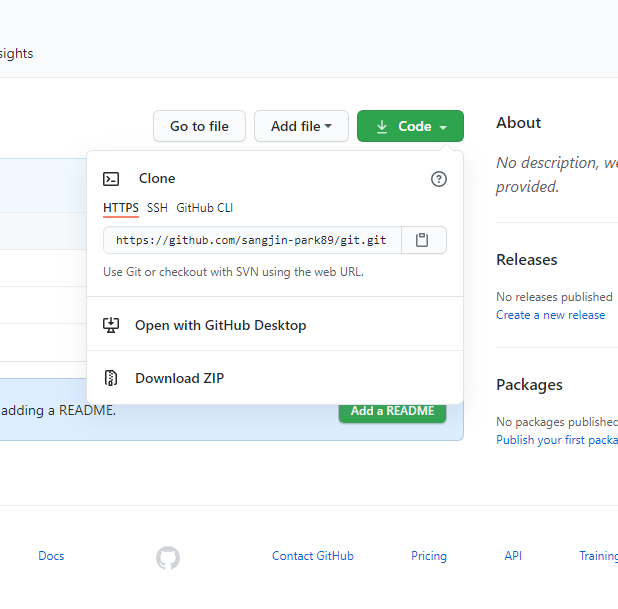 sights
Go to file
Add file
Code
About
No description, we
provided.
Clone
HTTPS SSH GitHub CLI
https://github.com/sangjin-park89/git.git
Use Git or checkout with SVN using the web URL.
Open with GitHub Desktop
Download ZIP
adding a README.
Add a README
Releases
No releases published
Create a new release
Packages
No packages published
Publish your first packa
Docs
Contact GitHub
Pricing
API
Training